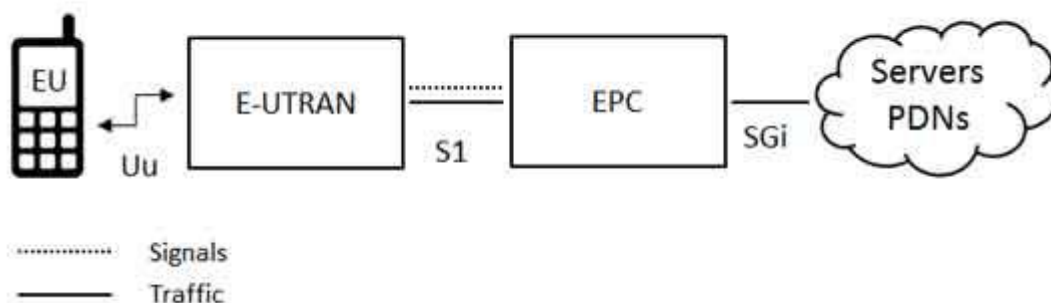 EU
E-UTRAN
EPC
Servers
PDNs
Uu
S1
SGi
Signals
Traffic